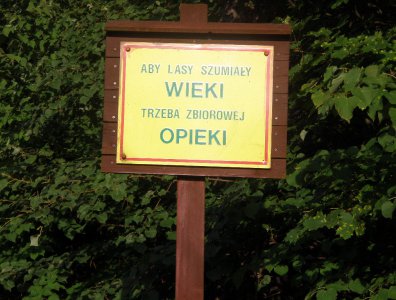 ABY LASY SZUMIAŁY
WIEKI
TRZEBA ZBIOROWEJ
OPIEKI